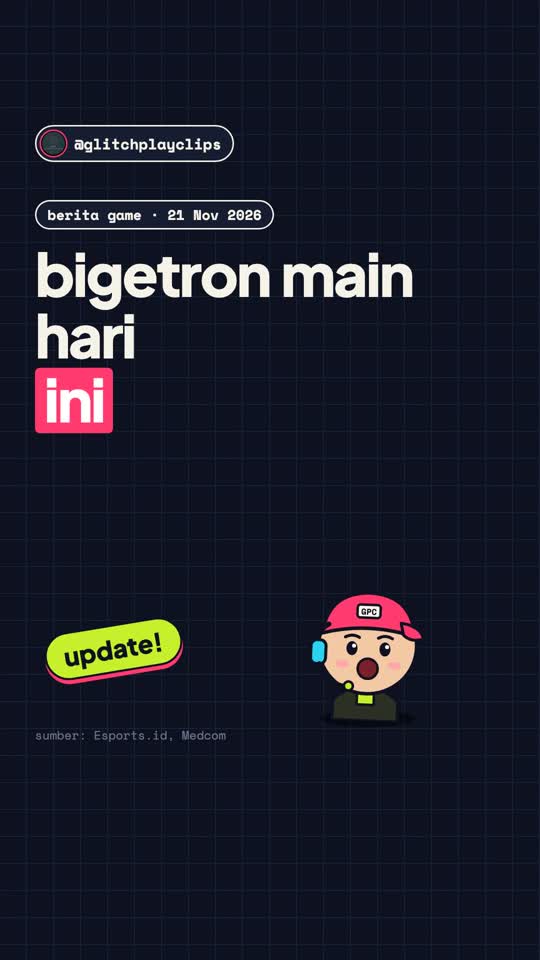 @glitchplayclips
berita game · 21 Nov 2026
bigetron main
hari
ini
GPC
update!
sumber: Esports.id, Medcom